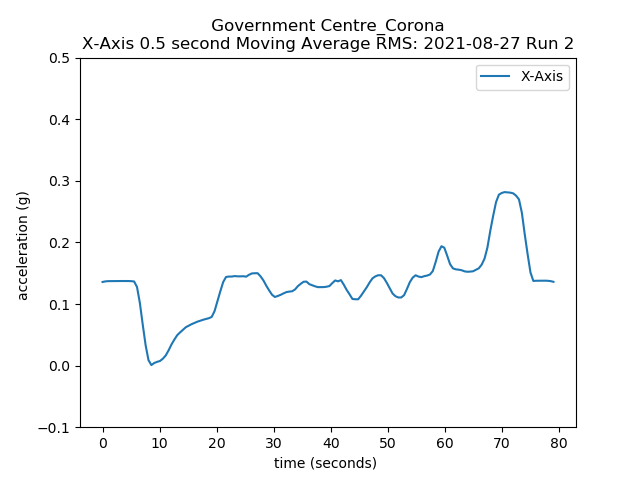 Government Centre_Corona
X-Axis 0.5 second Moving Average RMS: 2021-08-27 Run 2
X-Axis
0.5
0.4
0.3
0.2
0.1
0.0
−0.1
acceleration (g)
0 10 20 30 40 50 60 70 80
time (seconds)